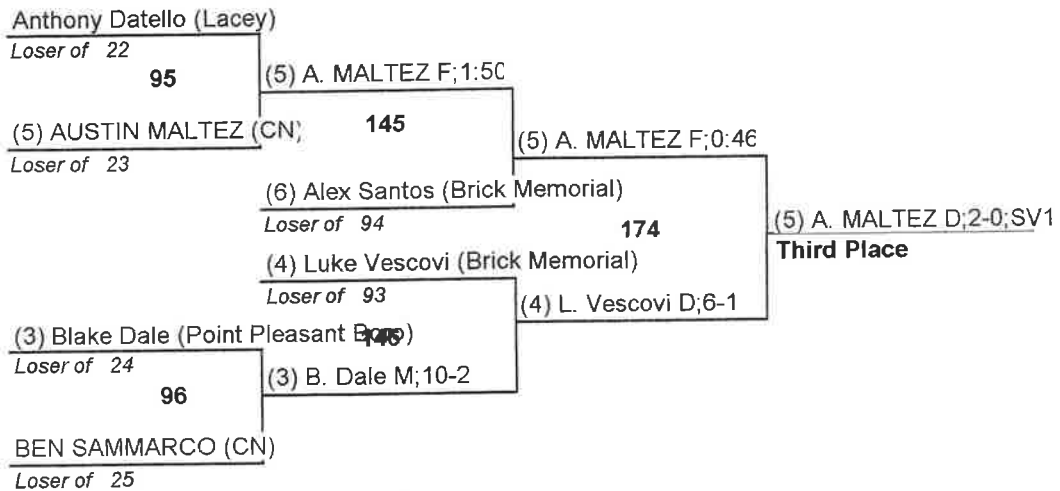 Anthony Datello (Lacey)
Loser of 22
95
(5) A. MALTEZ F;1:50
(5) AUSTIN MALTEZ (CN)
Loser of 23
145
(5) A. MALTEZ F;0:46
(6) Alex Santos (Brick Memorial)
Loser of 94
174
(5) A. MALTEZ D;2-0;SV1
Third Place
(4) Luke Vescovi (Brick Memorial)
Loser of 93
(4) L. Vescovi D;6-1
(3) Blake Dale (Point Pleasant
Loser of 24
146
96
(3) B. Dale M;10-2
BEN SAMMARCO (CN)
Loser of 25